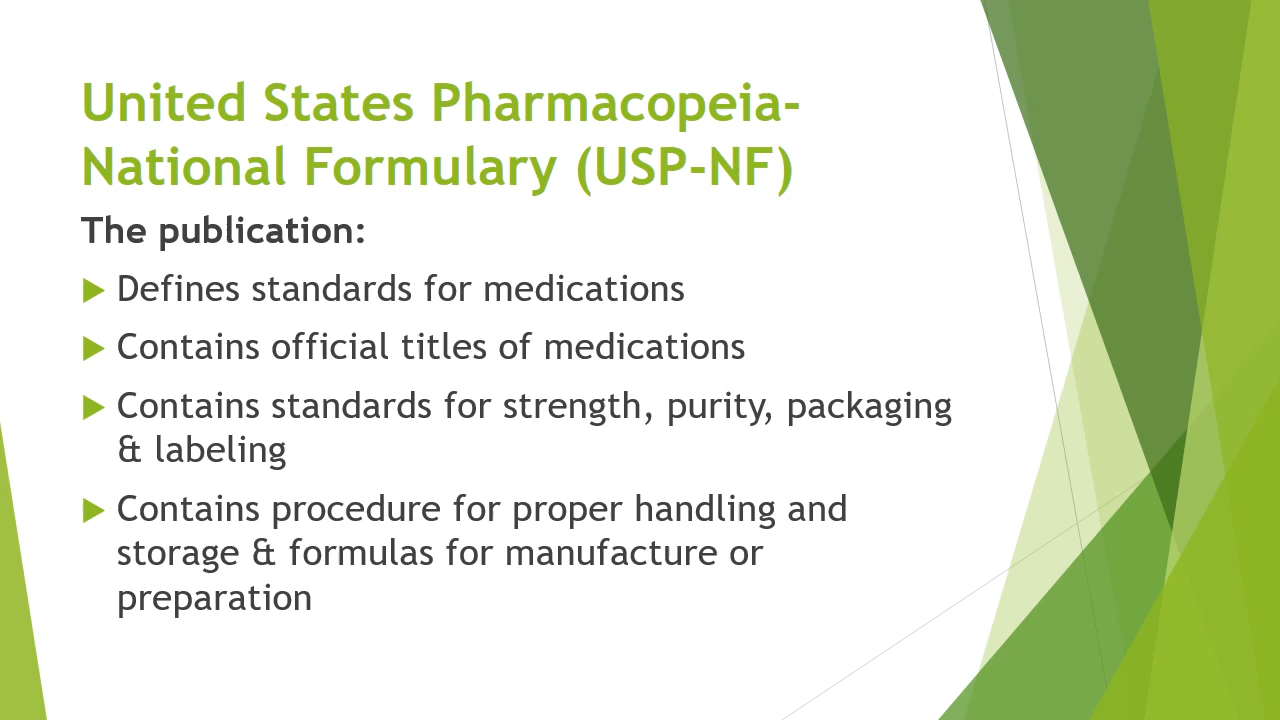 United States Pharmacopeia-
National Formulary (USP-NF)
The publication:
Defines standards for medications
Contains official titles of medications
Contains standards for strength, purity, packaging
& labeling
Contains procedure for proper handling and
storage & formulas for manufacture or
preparation